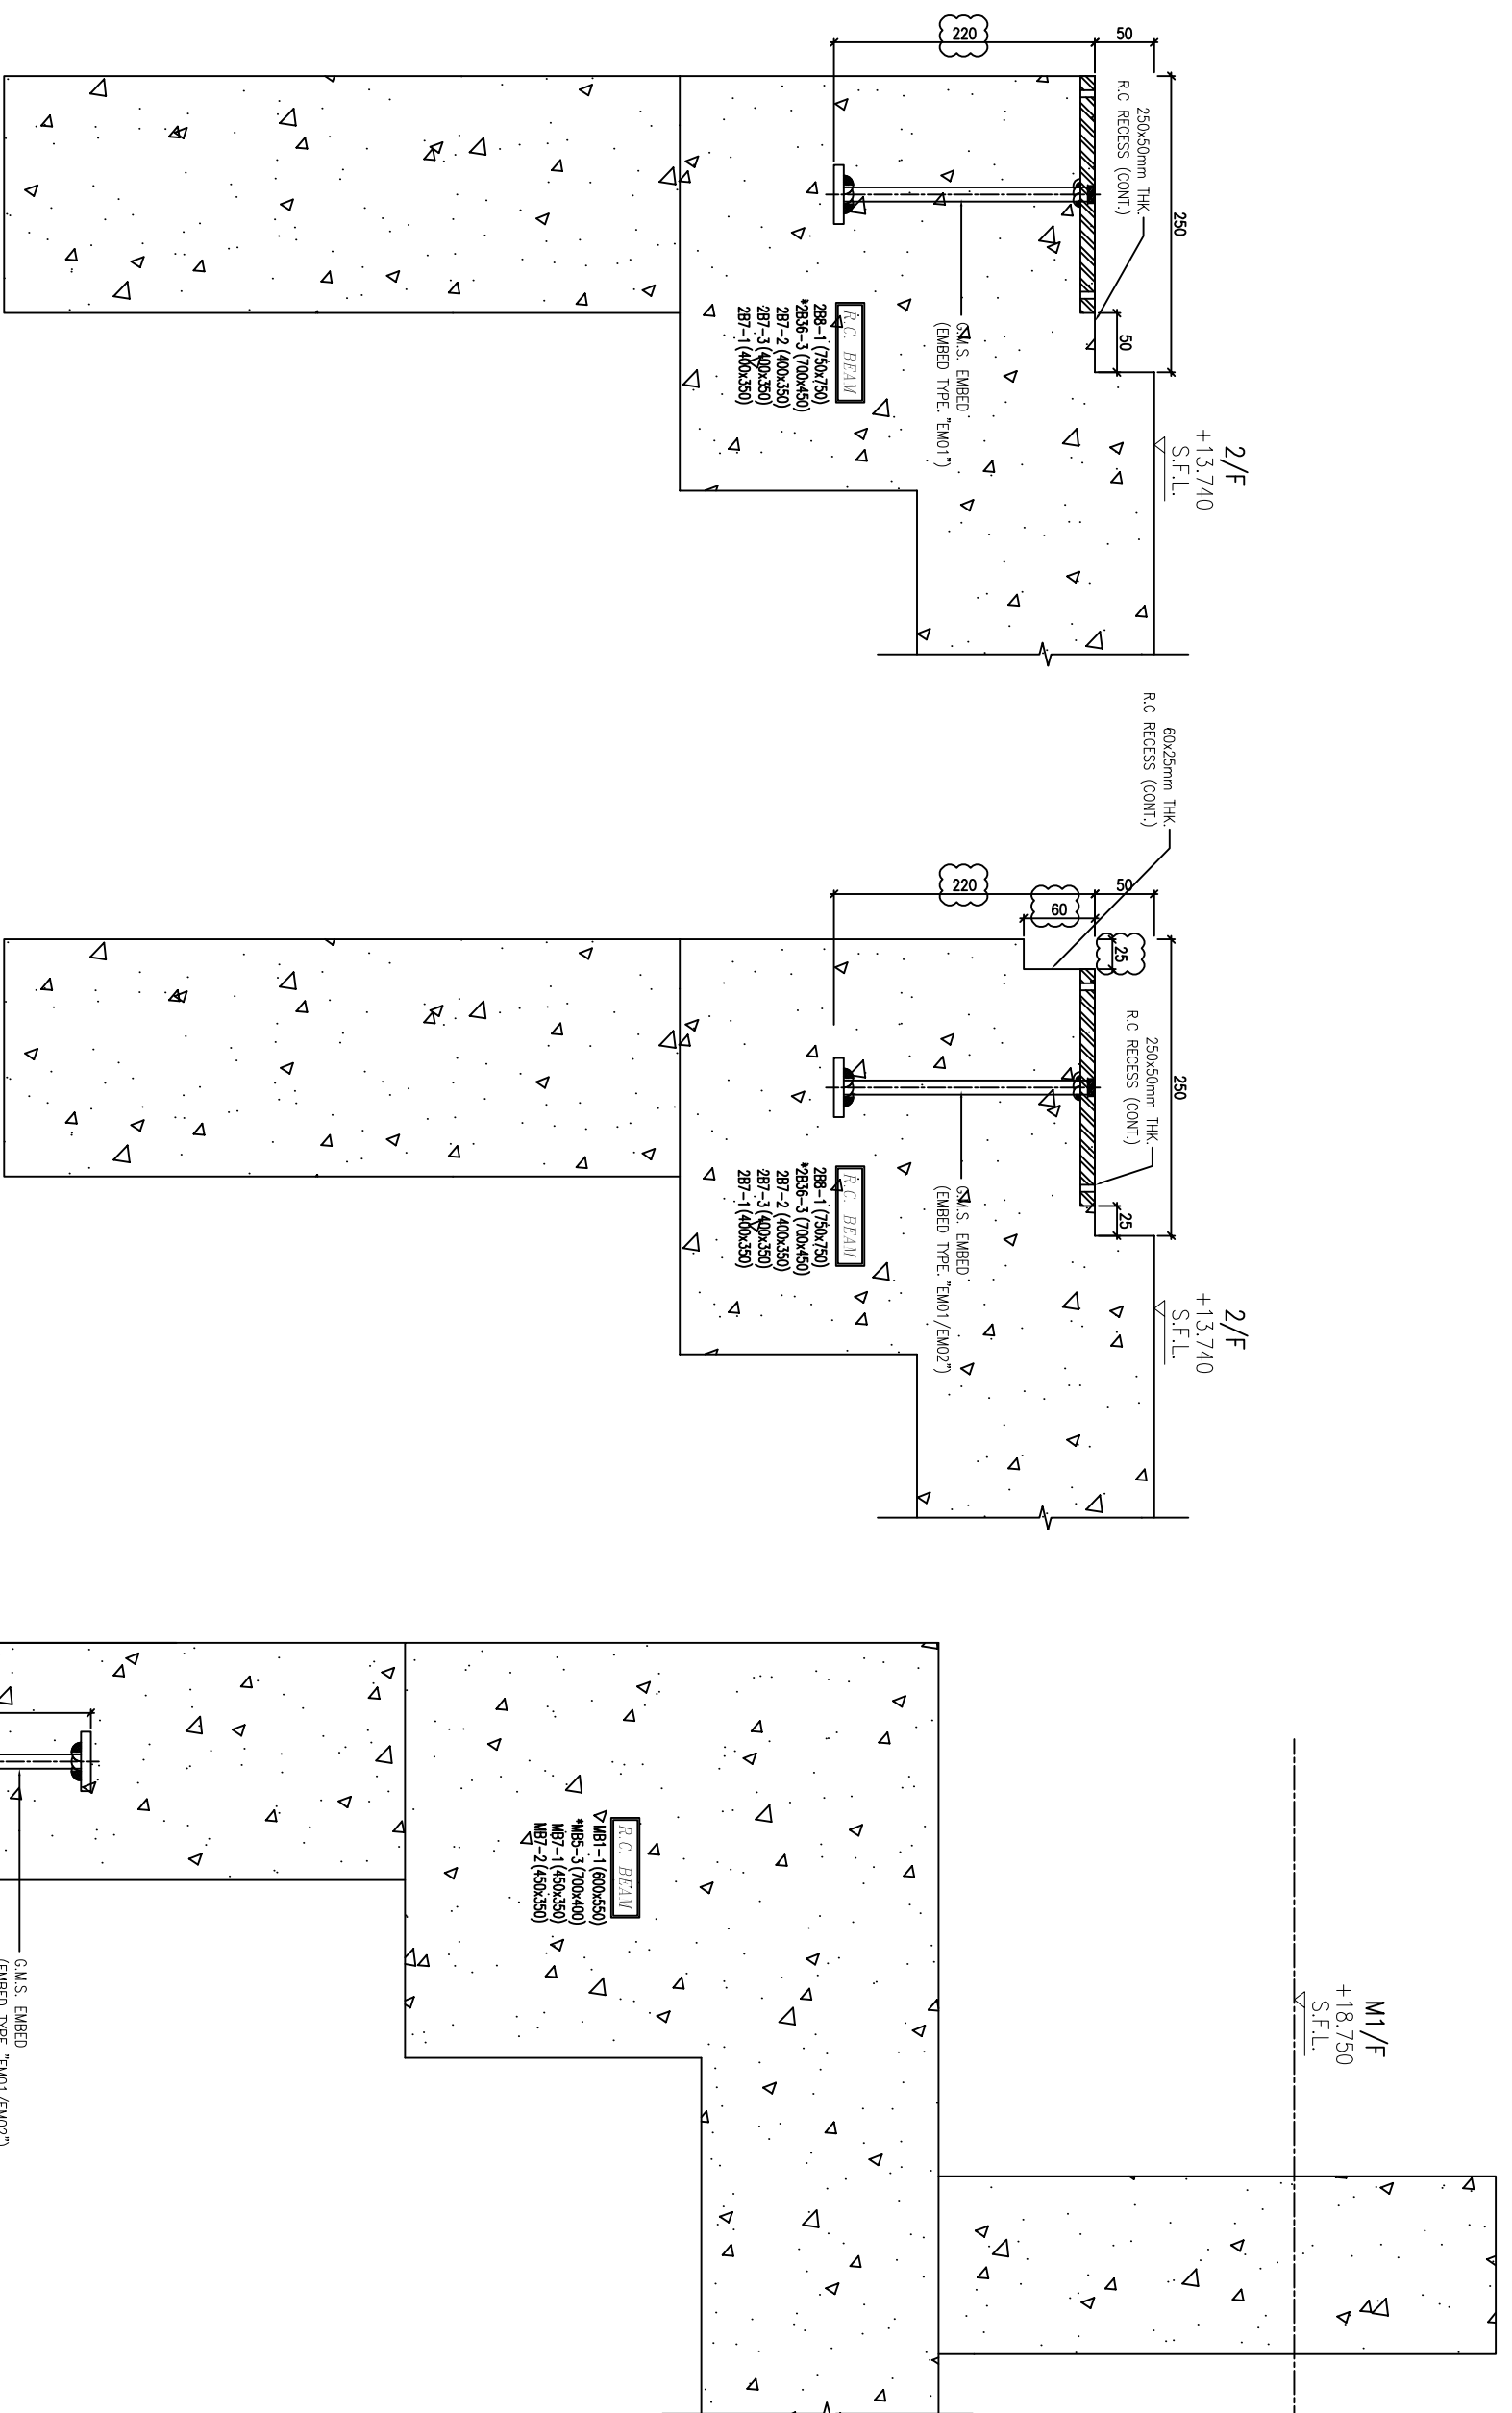 220
50
250x50mm THK.
R.C RECESS (CONT.)
250
50
2/F
+13.740
S.F.L.
G.M.S. EMBED
(EMBED TYPE. "EM01")
R.C. BEAM
2B8-1(750x750)
*2B36-3(700x450)
2B7-2(400x350)
2B7-3(400x350)
2B7-1(400x350)
60x25mm THK.
R.C RECESS (CONT.)
220
50
60
25
250x50mm THK.
R.C RECESS (CONT.)
250
25
2/F
+13.740
S.F.L.
G.M.S. EMBED
(EMBED TYPE. "EM01/EM02")
R.C. BEAM
2B8-1(750x750)
*2B36-3(700x450)
2B7-2(400x350)
2B7-3(400x350)
2B7-1(400x350)
M1/F
+18.750
S.F.L.
R.C. BEAM
*MB1-1(600x550)
*MB5-3(700x400)
MB7-1(450x350)
MB7-2(450x350)
G.M.S. EMBED
(EMBED TYPE. "EM01/EM02")